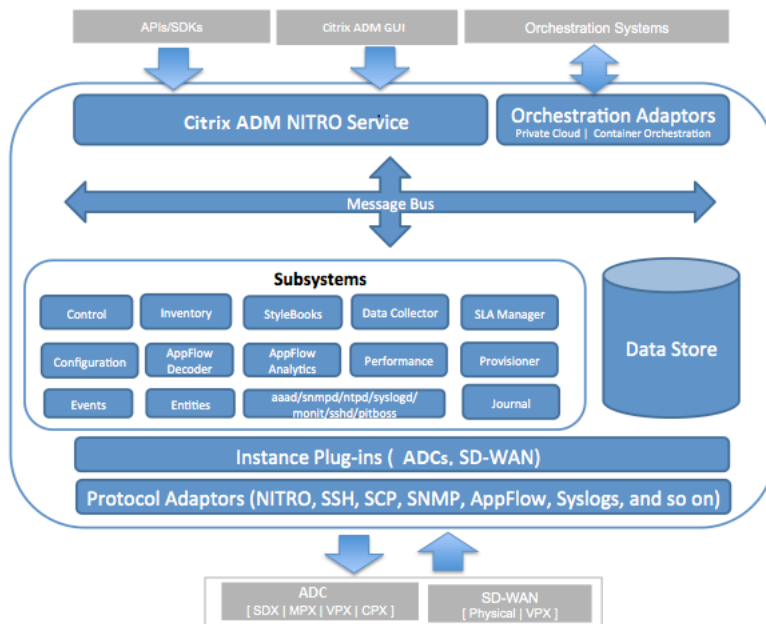 APIs/SDKs
Citrix ADM GUI
Orchestration Systems
Citrix ADM NITRO Service
Orchestration Adaptors
Private Cloud | Container Orchestration
Message Bus
Subsystems
Control
Inventory
StyleBooks
Data Collector
SLA Manager
Configuration
AppFlow
Decoder
AppFlow
Analytics
Performance
Provisioner
Events
Entities
aaad/snmpd/ntpd/syslogd/
monit/sshd/pitboss
Journal
Data Store
Instance Plug-ins ( ADCs, SD-WAN)
Protocol Adaptors (NITRO, SSH, SCP, SNMP, AppFlow, Syslogs, and so on)
ADC
[ SDX | MPX | VPX | CPX ]
SD-WAN
[ Physical | VPX ]